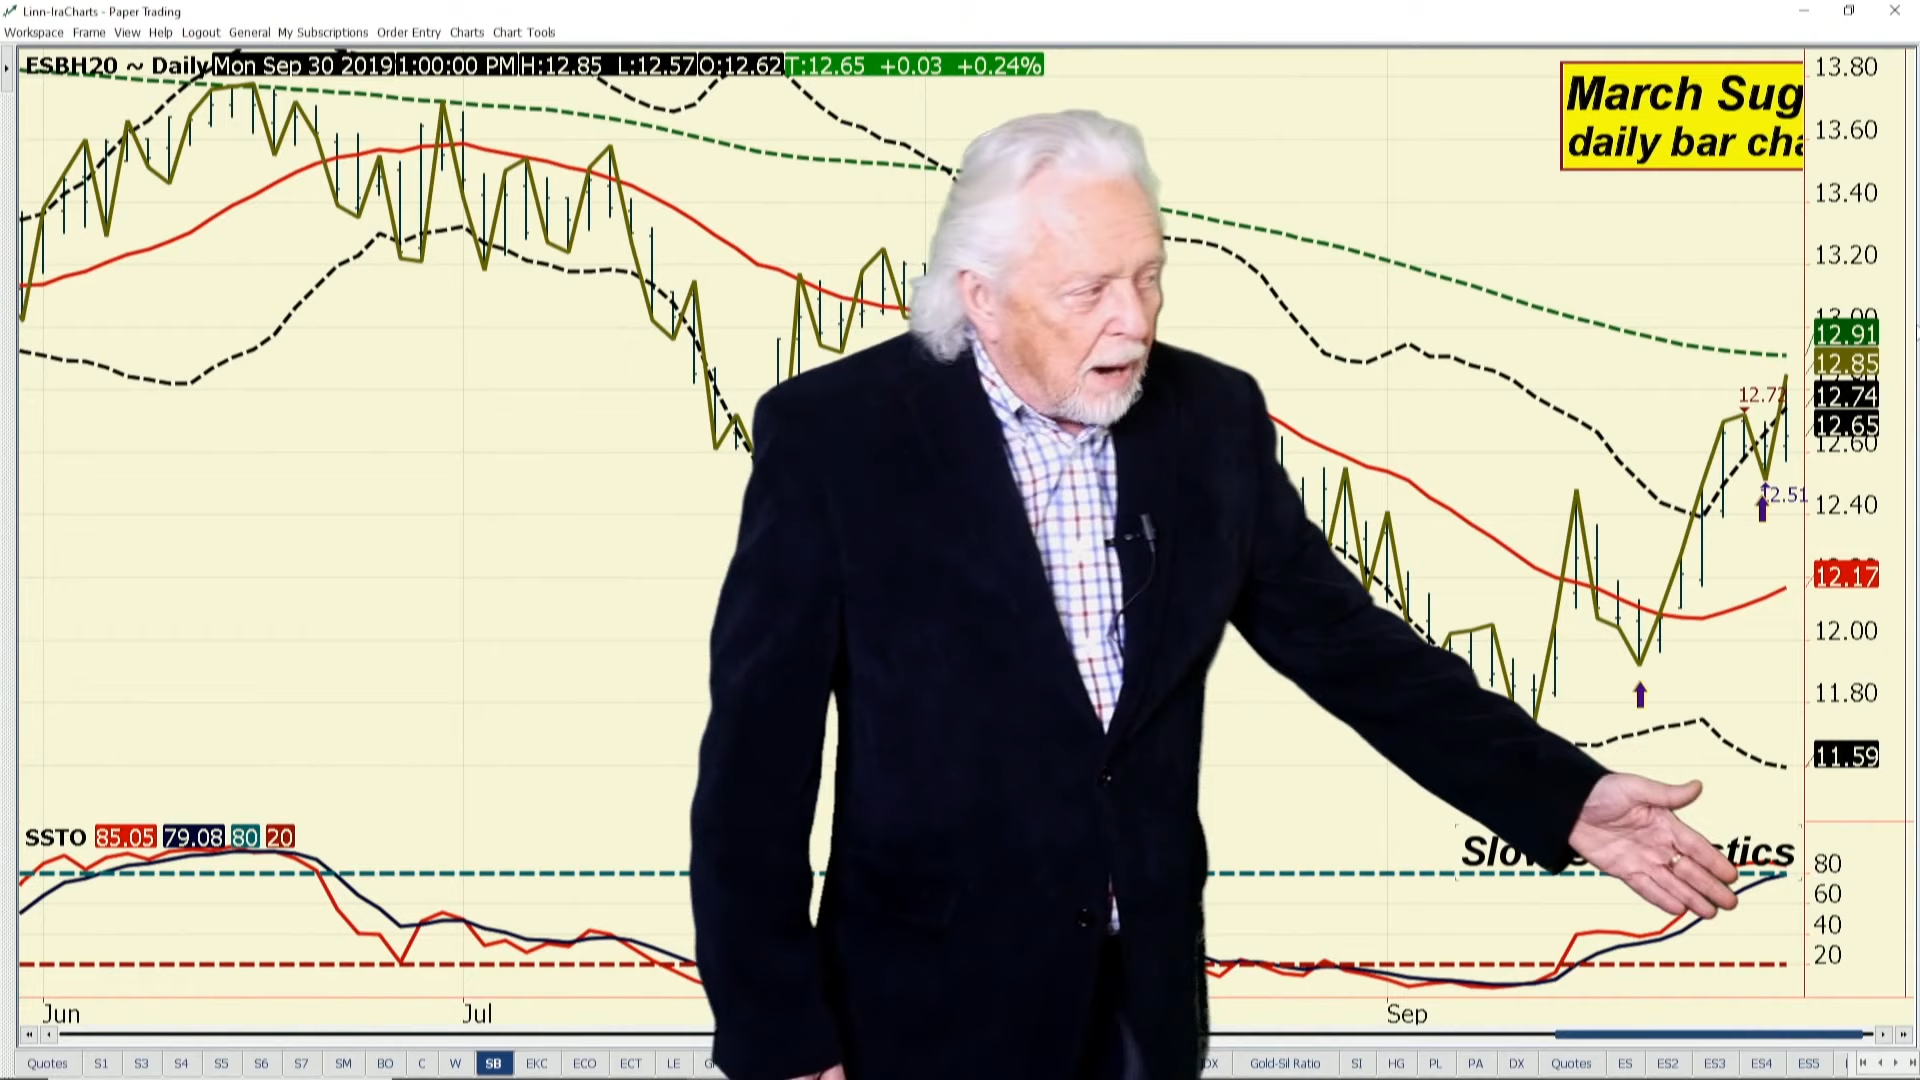 Linn-IraCharts - Paper Trading
Workspace Frame View Help Logout General My Subscriptions Order Entry Charts Chart Tools
ESBH20 ~ Daily Mon Sep 30 2019 1:00:00 PM H:12.85 L:12.57 O:12.62 T:12.65 +0.03 +0.24%
March Sug
daily bar cha
13.80
13.60
13.40
13.20
13.00
12.91
12.85
12.72
12.74
12.65
12.60
12.51
12.40
12.17
12.00
11.80
11.59
SSTO 85.05 79.08 80 20
Slo stics
80
60
40
20
Jun Jul Sep
Quotes S1 S3 S4 S5 S6 S7 SM BO C W SB EKC ECO ECT LE G DX Gold-Sil Ratio SI HG PL PA DX Quotes ES ES2 ES3 ES4 ES5